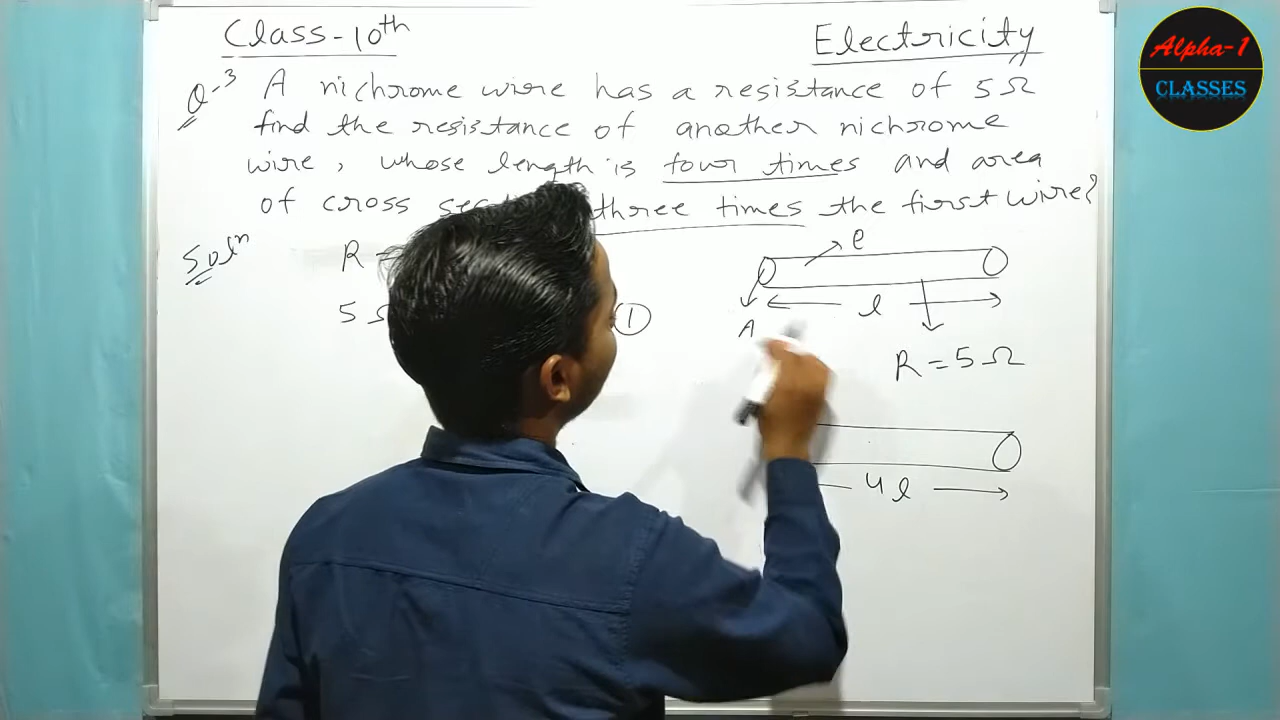 Class-10th
Electricity
Alpha-1
CLASSES
Q-3 A nichrome wire has a resistance of 5Ω
find the resistance of another nichrome
wire, whose length is four times and area
of cross three times the first wire?
Soln
R =
5
①
ρ
l
A
R = 5Ω
4l